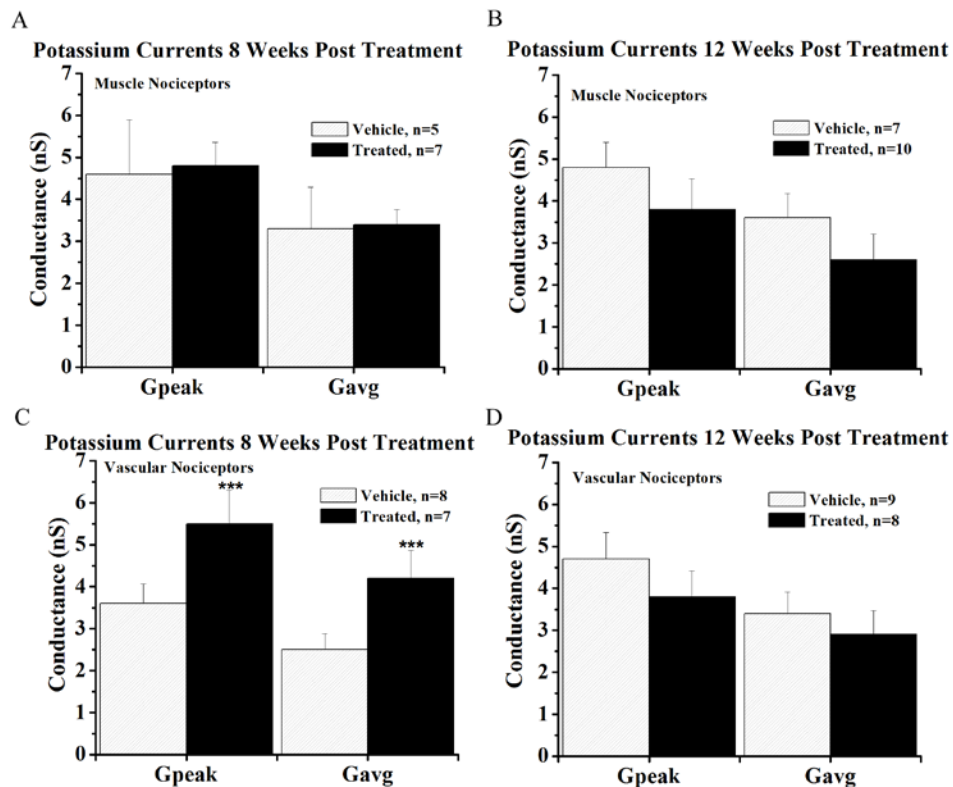 A
Potassium Currents 8 Weeks Post Treatment
Muscle Nociceptors
Vehicle, n=5
Treated, n=7
Conductance (nS)
7
6
5
4
3
2
1
0
Gpeak Gavg
B
Potassium Currents 12 Weeks Post Treatment
Muscle Nociceptors
Vehicle, n=7
Treated, n=10
Conductance (nS)
7
6
5
4
3
2
1
0
Gpeak Gavg
C
Potassium Currents 8 Weeks Post Treatment
Vascular Nociceptors
***
Vehicle, n=8
Treated, n=7
***
Conductance (nS)
7
6
5
4
3
2
1
0
Gpeak Gavg
D
Potassium Currents 12 Weeks Post Treatment
Vascular Nociceptors
Vehicle, n=9
Treated, n=8
Conductance (nS)
7
6
5
4
3
2
1
0
Gpeak Gavg